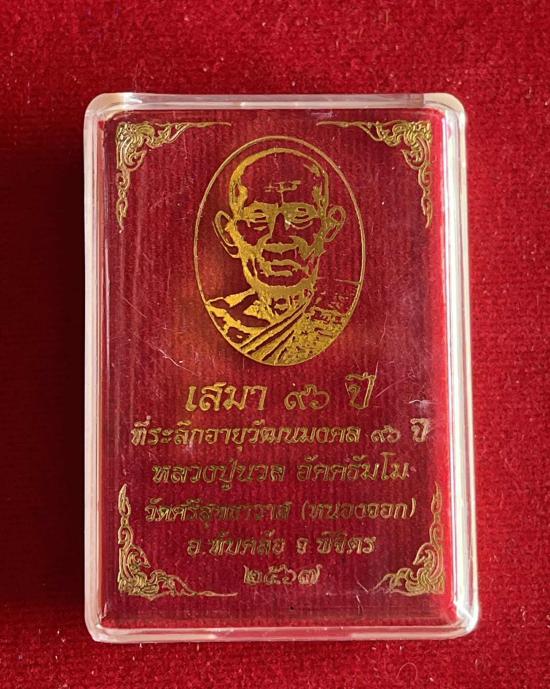 เสมา ๙๖ ปี
ที่ระลึกอายุวัฒนมงคล ๙๖ ปี
หลวงปู่นวล อัคคธัมโม
วัดศรีสุทธาวาส (หนองจอก)
อ.ทับคล้อ จ.พิจิตร
๒๕๖๗